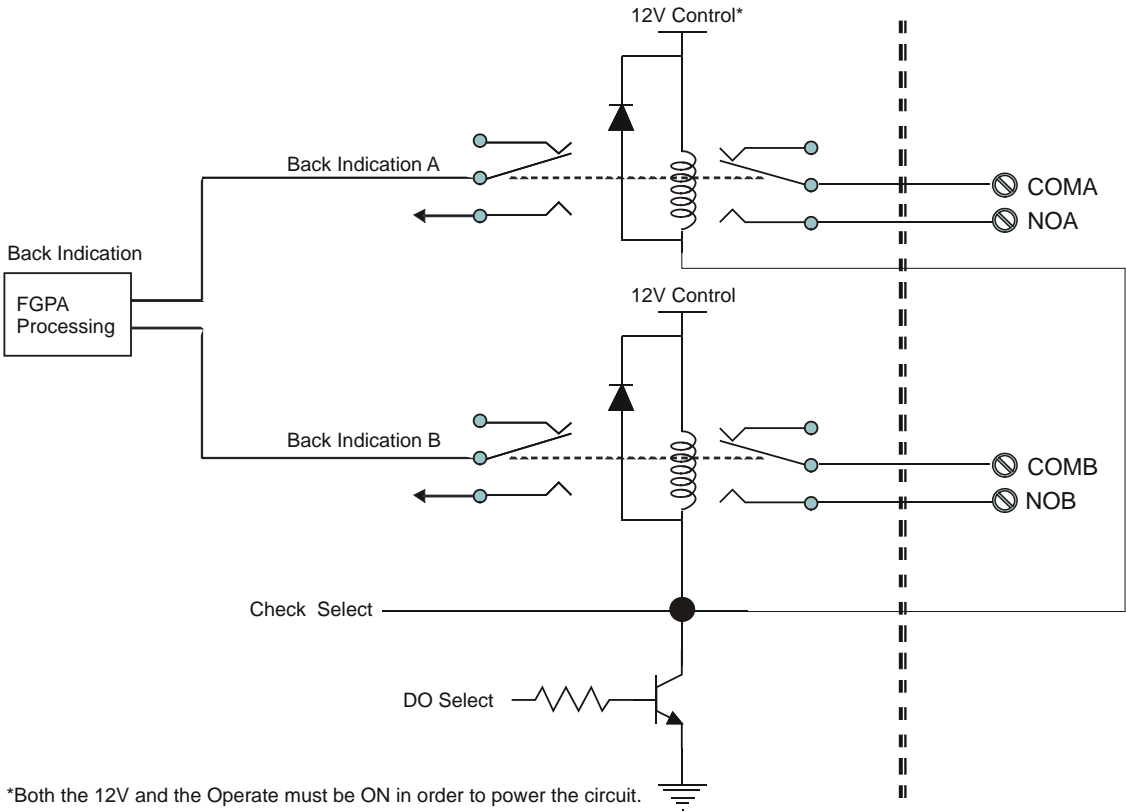 12V Control*
Back Indication A
COMA
NOA
Back Indication
FGPA
Processing
12V Control
Back Indication B
COMB
NOB
Check Select
DO Select
*Both the 12V and the Operate must be ON in order to power the circuit.